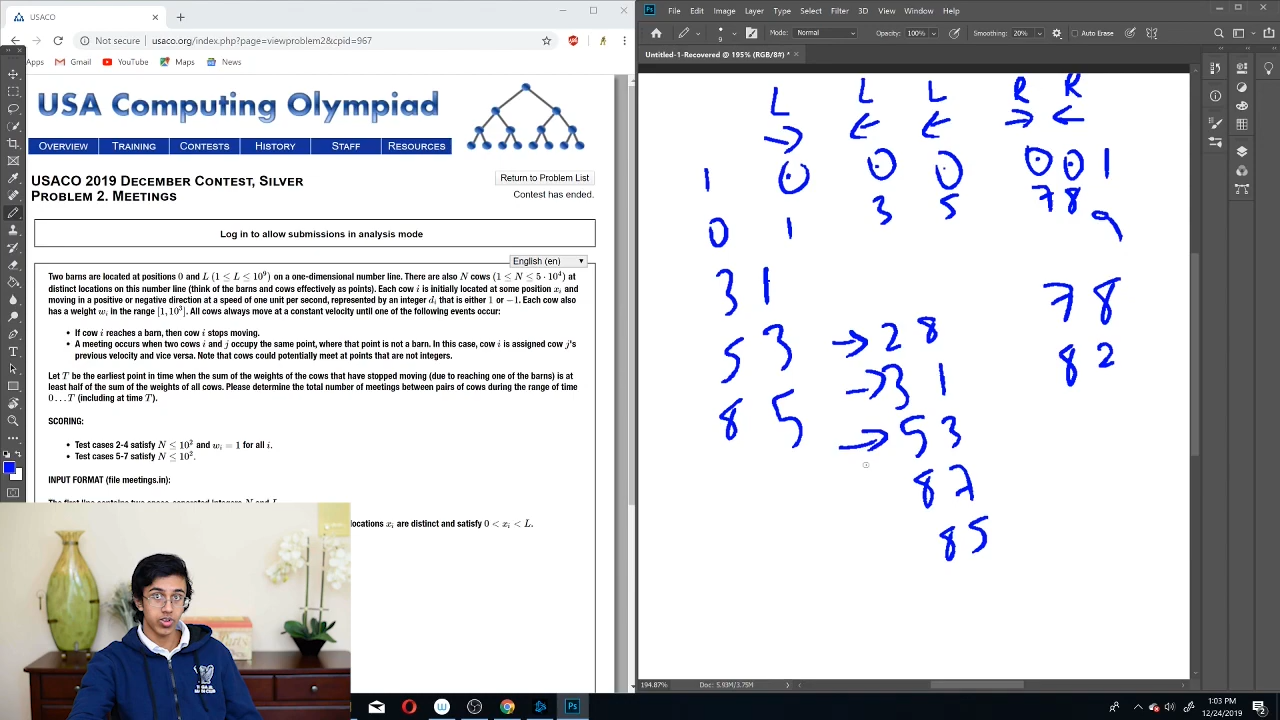 USACO
Not secure | usaco.org/index.php?page=viewproblem2&cpid=967
Apps Gmail YouTube Maps News
USA Computing Olympiad
OVERVIEW TRAINING CONTESTS HISTORY STAFF RESOURCES
USACO 2019 DECEMBER CONTEST, SILVER
PROBLEM 2. MEETINGS
Return to Problem List
Contest has ended.
Log in to allow submissions in analysis mode
English (en)
Two barns are located at positions 0 and L (1 ≤ L ≤ 10⁹) on a one-dimensional number line. There are also N cows (1 ≤ N ≤ 5 · 10⁴) at
distinct locations on this number line (think of the barns and cows effectively as points). Each cow i is initially located at some position xᵢ and
moving in a positive or negative direction at a speed of one unit per second, represented by an integer dᵢ that is either 1 or −1. Each cow also
has a weight wᵢ in the range [1, 10³]. All cows always move at a constant velocity until one of the following events occur:
If cow i reaches a barn, then cow i stops moving.
A meeting occurs when two cows i and j occupy the same point, where that point is not a barn. In this case, cow i is assigned cow j's
previous velocity and vice versa. Note that cows could potentially meet at points that are not integers.
Let T be the earliest point in time when the sum of the weights of the cows that have stopped moving (due to reaching one of the barns) is at
least half of the sum of the weights of all cows. Please determine the total number of meetings between pairs of cows during the range of time
0…T (including at time T).
SCORING:
Test cases 2-4 satisfy N ≤ 10² and wᵢ = 1 for all i.
Test cases 5-7 satisfy N ≤ 10².
INPUT FORMAT (file meetings.in):
locations xᵢ are distinct and satisfy 0 < xᵢ < L.
Ps File Edit Image Layer Type Select Filter 3D View Window Help
9 Mode: Normal Opacity: 100% Smoothing: 20% Auto Erase
Untitled-1-Recovered @ 195% (RGB/8#) *
L L L R R
→ ← ← → ←
1 0 0 0 0 0 1
0 1 3 5 7 8 9
3 1 7 8
5 3 → 2 8 8 2
8 5 → 3 1
→ 5 3
8 7
8 5
194.87% Doc: 5.93M/3.75M
1:03 PM
12/24/2019